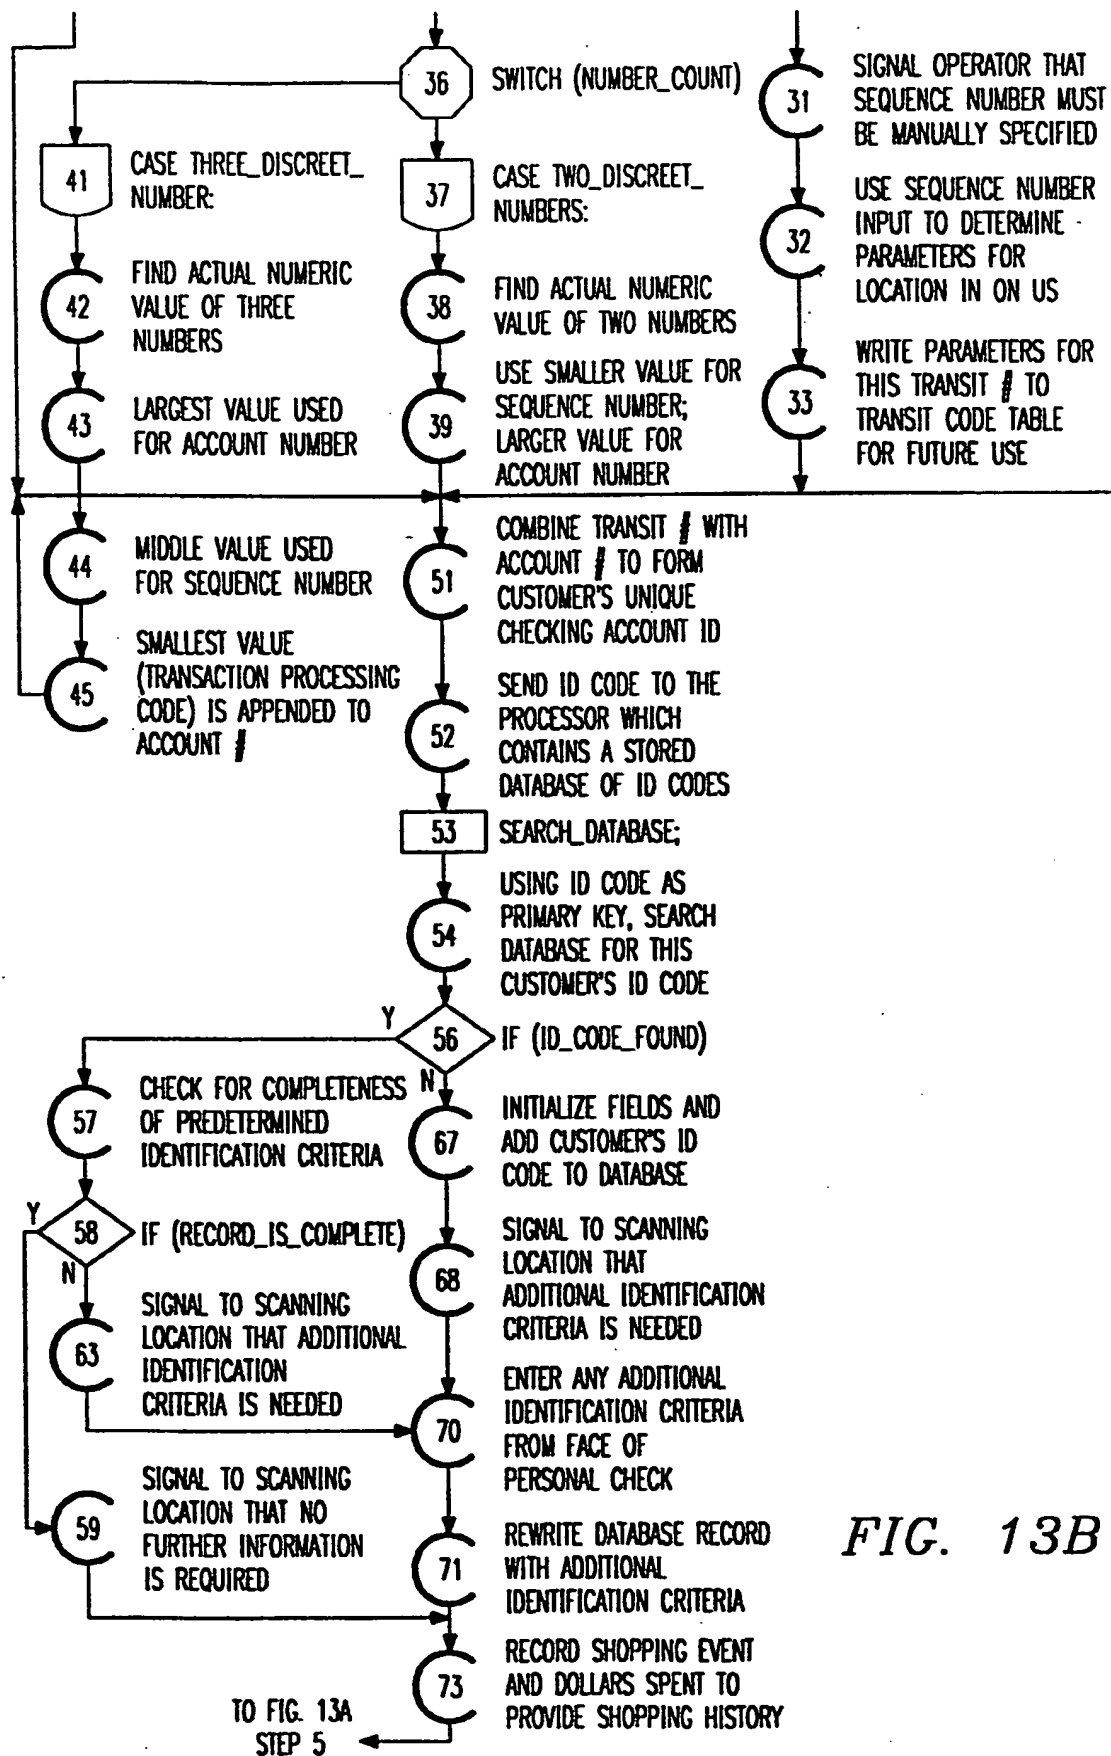 36
SWITCH (NUMBER_COUNT)
31
SIGNAL OPERATOR THAT
SEQUENCE NUMBER MUST
BE MANUALLY SPECIFIED
41
CASE THREE_DISCREET_
NUMBER:
37
CASE TWO_DISCREET_
NUMBERS:
32
USE SEQUENCE NUMBER
INPUT TO DETERMINE
PARAMETERS FOR
LOCATION IN ON US
42
FIND ACTUAL NUMERIC
VALUE OF THREE
NUMBERS
38
FIND ACTUAL NUMERIC
VALUE OF TWO NUMBERS
33
WRITE PARAMETERS FOR
THIS TRANSIT # TO
TRANSIT CODE TABLE
FOR FUTURE USE
43
LARGEST VALUE USED
FOR ACCOUNT NUMBER
39
USE SMALLER VALUE FOR
SEQUENCE NUMBER;
LARGER VALUE FOR
ACCOUNT NUMBER
44
MIDDLE VALUE USED
FOR SEQUENCE NUMBER
51
COMBINE TRANSIT # WITH
ACCOUNT # TO FORM
CUSTOMER'S UNIQUE
CHECKING ACCOUNT ID
45
SMALLEST VALUE
(TRANSACTION PROCESSING
CODE) IS APPENDED TO
ACCOUNT #
52
SEND ID CODE TO THE
PROCESSOR WHICH
CONTAINS A STORED
DATABASE OF ID CODES
53
SEARCH_DATABASE;
54
USING ID CODE AS
PRIMARY KEY, SEARCH
DATABASE FOR THIS
CUSTOMER'S ID CODE
Y
56
IF (ID_CODE_FOUND)
N
57
CHECK FOR COMPLETENESS
OF PREDETERMINED
IDENTIFICATION CRITERIA
67
INITIALIZE FIELDS AND
ADD CUSTOMER'S ID
CODE TO DATABASE
Y
58
IF (RECORD_IS_COMPLETE)
N
68
SIGNAL TO SCANNING
LOCATION THAT
ADDITIONAL IDENTIFICATION
CRITERIA IS NEEDED
63
SIGNAL TO SCANNING
LOCATION THAT ADDITIONAL
IDENTIFICATION
CRITERIA IS NEEDED
70
ENTER ANY ADDITIONAL
IDENTIFICATION CRITERIA
FROM FACE OF
PERSONAL CHECK
59
SIGNAL TO SCANNING
LOCATION THAT NO
FURTHER INFORMATION
IS REQUIRED
71
REWRITE DATABASE RECORD
WITH ADDITIONAL
IDENTIFICATION CRITERIA
FIG. 13B
73
RECORD SHOPPING EVENT
AND DOLLARS SPENT TO
PROVIDE SHOPPING HISTORY
TO FIG. 13A
STEP 5